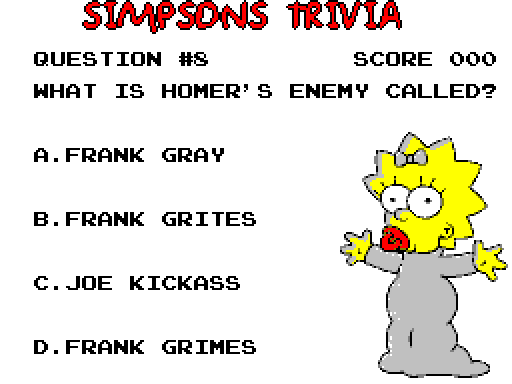 SIMPSONS TRIVIA
QUESTION #8 SCORE 000
WHAT IS HOMER'S ENEMY CALLED?
A.FRANK GRAY
B.FRANK GRITES
C.JOE KICKASS
D.FRANK GRIMES